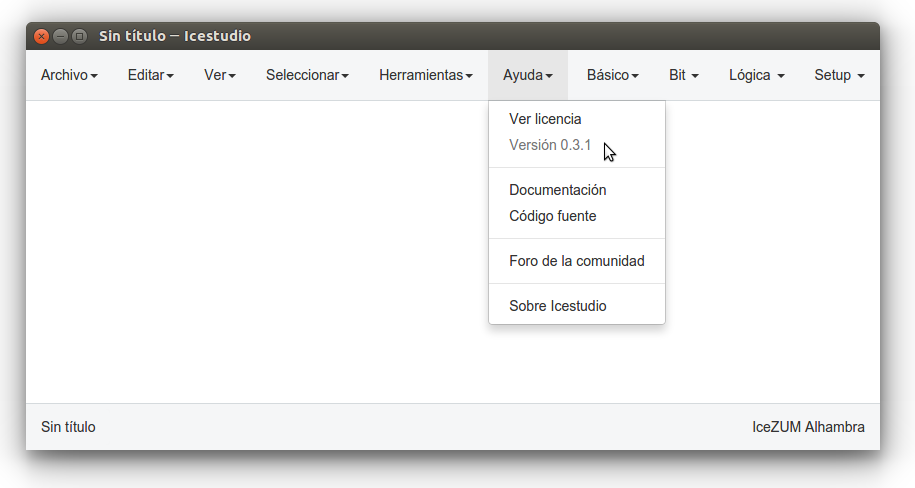 Sin título – Icestudio
Archivo Editar Ver Seleccionar Herramientas Ayuda Básico Bit Lógica Setup
Ver licencia
Versión 0.3.1
Documentación
Código fuente
Foro de la comunidad
Sobre Icestudio
Sin título IceZUM Alhambra